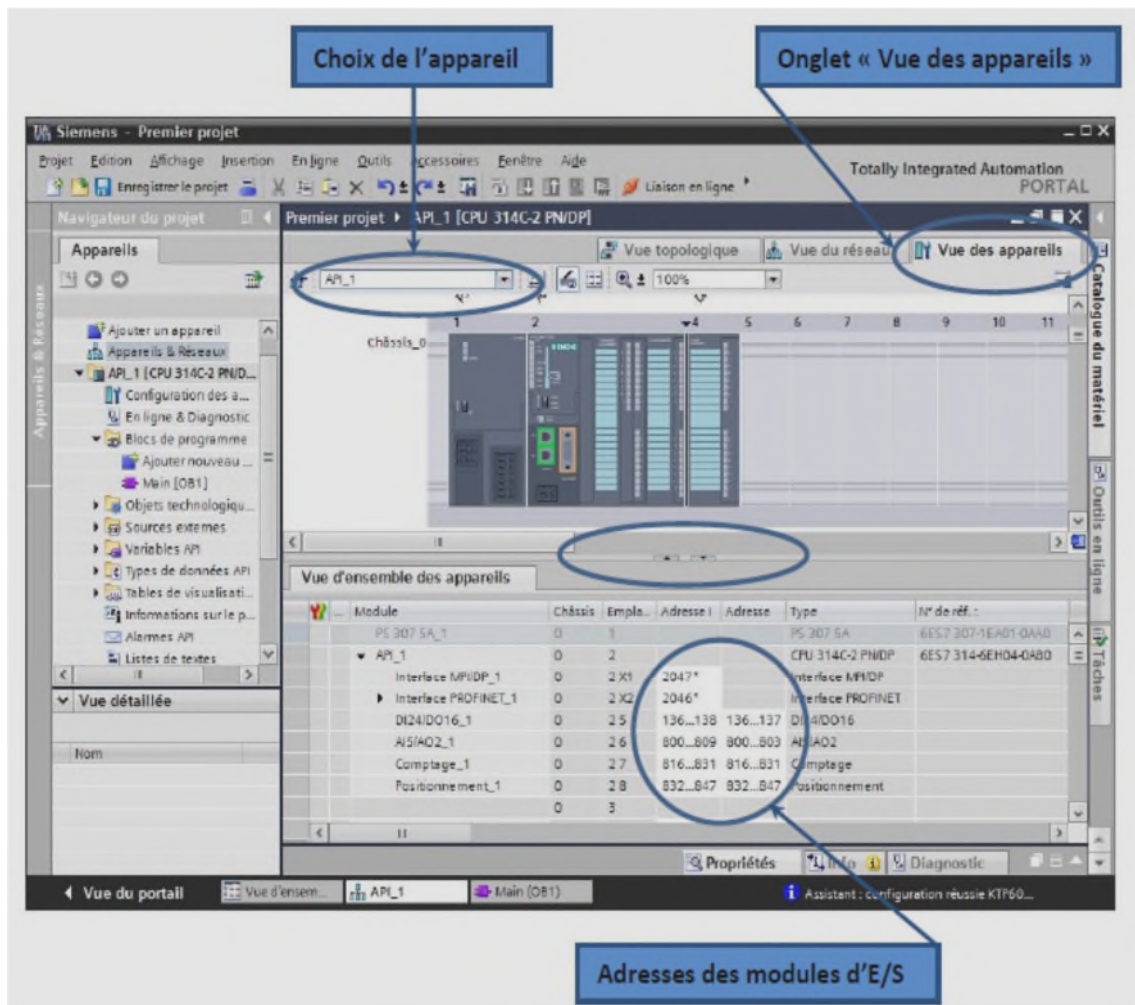 Choix de l'appareil
Onglet « Vue des appareils »
Siemens - Premier projet
Projet Edition Affichage Insertion En ligne Outils Accessoires Fenêtre Aide
Totally Integrated Automation
PORTAL
Enregistrer le projet
Liaison en ligne
Navigateur du projet
Premier projet API_1 [CPU 314C-2 PN/DP]
Appareils
Vue topologique
Vue du réseau
Vue des appareils
API_1
100%
1 2 4 5 6 7 8 9 10 11
Châssis_0
Appareils & Réseaux
Ajouter un appareil
Appareils & Réseaux
API_1 [CPU 314C-2 PN/D...
Configuration des a...
En ligne & Diagnostic
Blocs de programme
Ajouter nouveau ...
Main [OB1]
Objets technologiqu...
Sources externes
Variables API
Types de données API
Tables de visualisati...
Informations sur le p...
Alarmes API
Listes de textes
Vue détaillée
Nom
Catalogue du matériel
Outils en ligne
Tâches
Vue d'ensemble des appareils
... Module Châssis Empla... Adresse I Adresse Type N° de réf. :
PS 307 5A_1 0 1 PS 307 5A 6ES7 307-1EA01-0AA0
API_1 0 2 CPU 314C-2 PN/DP 6ES7 314-6EH04-0AB0
Interface MPI/DP_1 0 2 X1 2047* Interface MPI/DP
Interface PROFINET_1 0 2 X2 2046* Interface PROFINET
DI24/DO16_1 0 2 5 136...138 136...137 DI24/DO16
AI5/AO2_1 0 2 6 800...809 800...803 AI5/AO2
Comptage_1 0 2 7 816...831 816...831 Comptage
Positionnement_1 0 2 8 832...847 832...847 Positionnement
0 3
Propriétés
Info
Diagnostic
Vue du portail
Vue d'ensem...
API_1
Main (OB1)
Assistant : configuration réussie KTP60...
Adresses des modules d'E/S